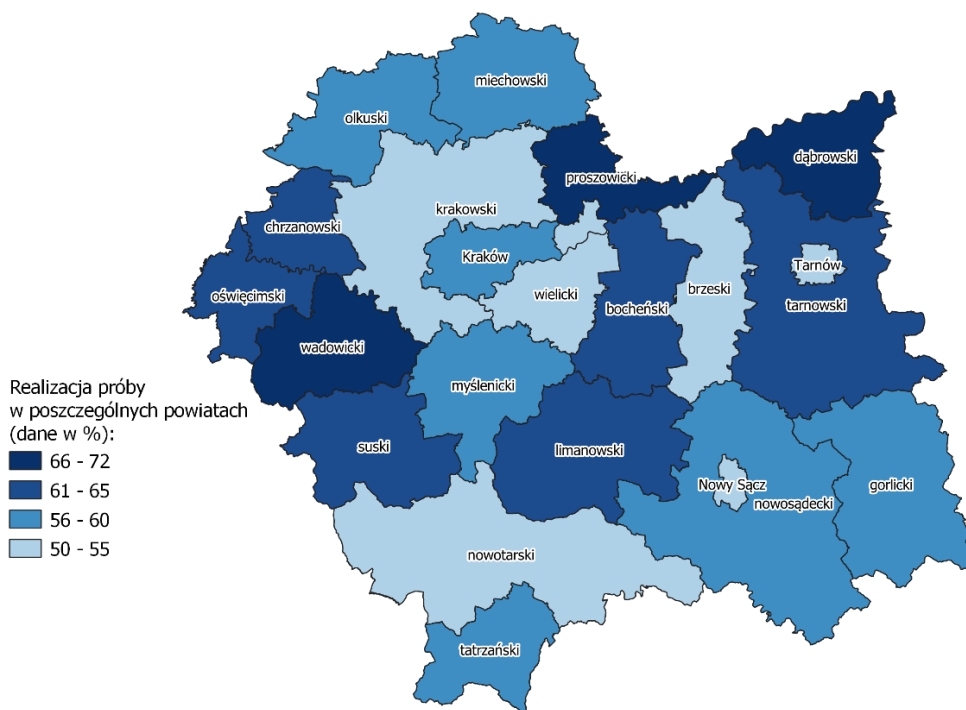 miechowski
olkuski
dąbrowski
proszowicki
krakowski
chrzanowski
Kraków
Tarnów
oświęcimski
wielicki
brzeski
bocheński
tarnowski
wadowicki
myślenicki
Realizacja próby
w poszczególnych powiatach
(dane w %):
66 - 72
61 - 65
56 - 60
50 - 55
suski
limanowski
Nowy Sącz
gorlicki
nowosądecki
nowotarski
tatrzański